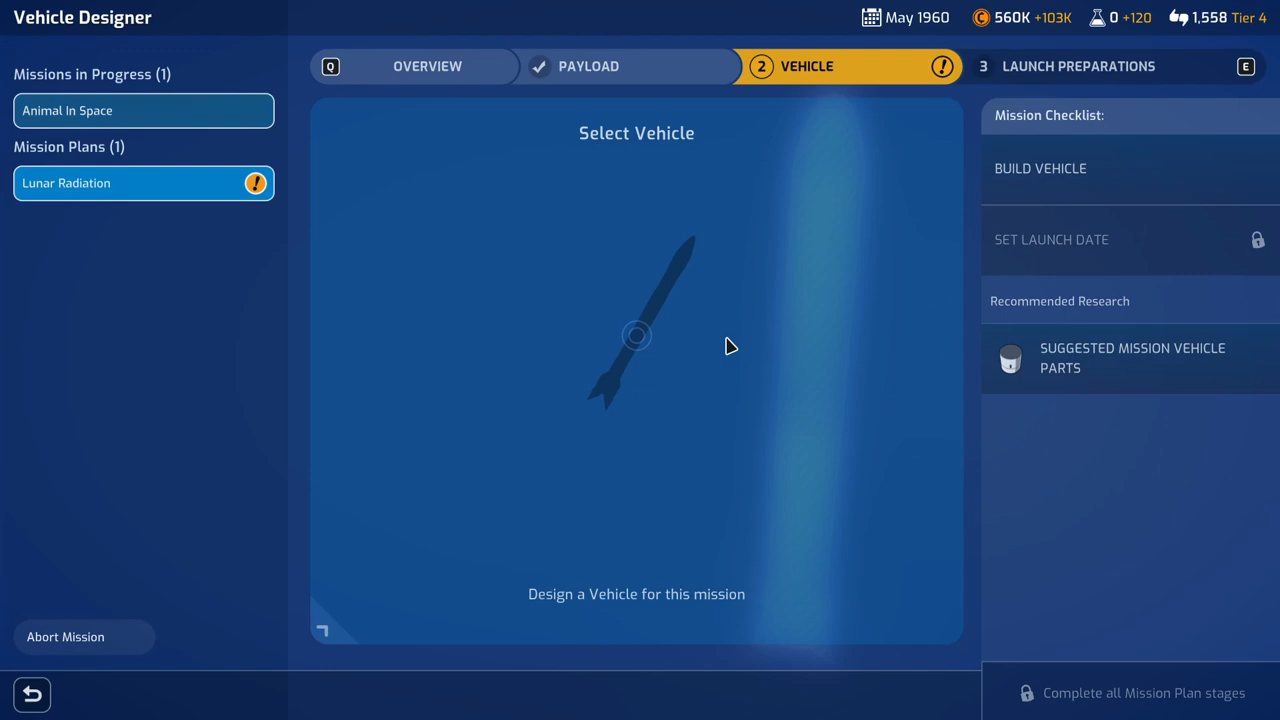 Vehicle Designer
May 1960
560K +103K
0 +120
1,558 Tier 4
Missions in Progress (1)
Animal In Space
Mission Plans (1)
Lunar Radiation
!
Abort Mission
Q
OVERVIEW
PAYLOAD
2 VEHICLE !
3 LAUNCH PREPARATIONS
E
Select Vehicle
Design a Vehicle for this mission
Mission Checklist:
BUILD VEHICLE
SET LAUNCH DATE
Recommended Research
SUGGESTED MISSION VEHICLE
PARTS
Complete all Mission Plan stages